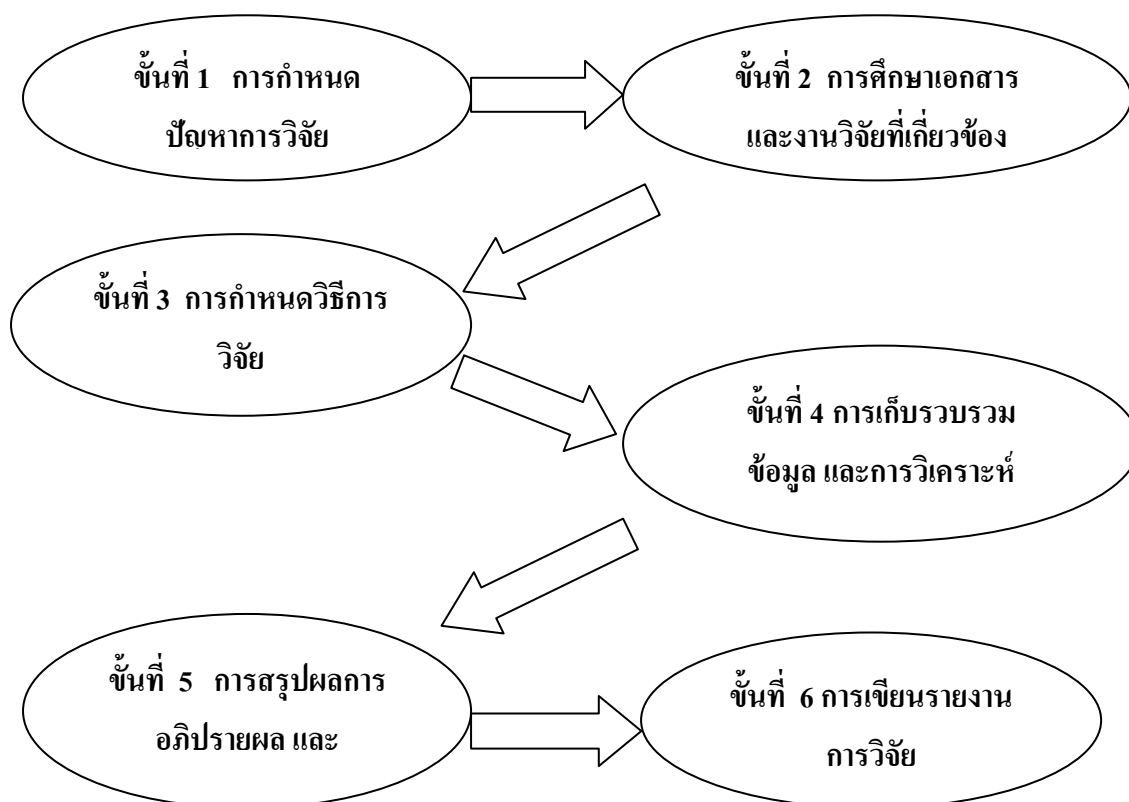 ขั้นที่ 1 การกำหนด
ปัญหาการวิจัย
ขั้นที่ 2 การศึกษาเอกสาร
และงานวิจัยที่เกี่ยวข้อง
ขั้นที่ 3 การกำหนดวิธีการ
วิจัย
ขั้นที่ 4 การเก็บรวบรวม
ข้อมูล และการวิเคราะห์
ขั้นที่ 5 การสรุปผลการ
อภิปรายผล และ
ขั้นที่ 6 การเขียนรายงาน
การวิจัย